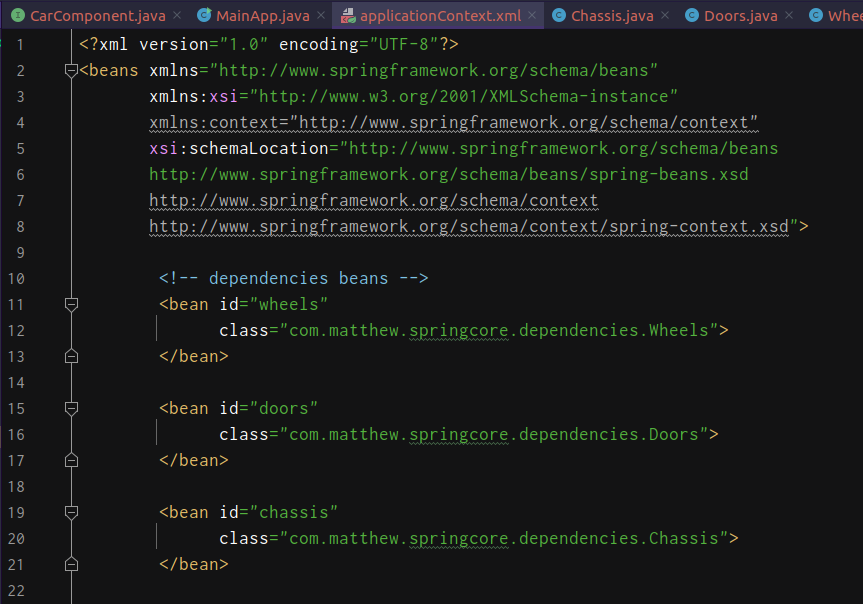 CarComponent.java MainApp.java applicationContext.xml Chassis.java Doors.java
1 <?xml version="1.0" encoding="UTF-8"?>
2 <beans xmlns="http://www.springframework.org/schema/beans"
3 xmlns:xsi="http://www.w3.org/2001/XMLSchema-instance"
4 xmlns:context="http://www.springframework.org/schema/context"
5 xsi:schemaLocation="http://www.springframework.org/schema/beans
6 http://www.springframework.org/schema/beans/spring-beans.xsd
7 http://www.springframework.org/schema/context
8 http://www.springframework.org/schema/context/spring-context.xsd">
9
10 <!-- dependencies beans -->
11 <bean id="wheels"
12 class="com.matthew.springcore.dependencies.Wheels">
13 </bean>
14
15 <bean id="doors"
16 class="com.matthew.springcore.dependencies.Doors">
17 </bean>
18
19 <bean id="chassis"
20 class="com.matthew.springcore.dependencies.Chassis">
21 </bean>
22